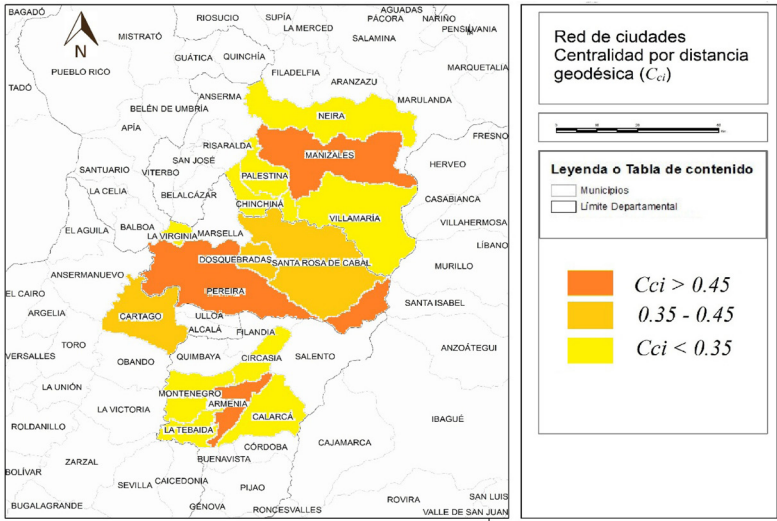 BAGADÓ
RIOSUCIO
SUPÍA
LA MERCED
AGUADAS
PÁCORA
NARIÑO
PENSILVANIA
MISTRATÓ
SALAMINA
N
GUÁTICA
QUINCHÍA
PUEBLO RICO
FILADELFIA
MARQUETALIA
TADÓ
ARANZAZU
ANSERMA
MARULANDA
BELÉN DE UMBRÍA
NEIRA
APÍA
FRESNO
RISARALDA
MANIZALES
SAN JOSÉ
HERVEO
SANTUARIO
VITERBO
PALESTINA
LA CELIA
BELALCÁZAR
CASABIANCA
CHINCHINÁ
VILLAMARÍA
VILLAHERMOSA
EL AGUILA
BALBOA
LA VIRGINIA
MARSELLA
LÍBANO
DOSQUEBRADAS
SANTA ROSA DE CABAL
MURILLO
ANSERMANUEVO
PEREIRA
EL CAIRO
SANTA ISABEL
ARGELIA
CARTAGO
ULLOA
ALCALÁ
FILANDIA
TORO
ANZOÁTEGUI
VERSALLES
OBANDO
QUIMBAYA
CIRCASIA
SALENTO
LA UNIÓN
MONTENEGRO
ARMENIA
LA VICTORIA
CALARCÁ
IBAGUÉ
ROLDANILLO
LA TEBAIDA
CAJAMARCA
CÓRDOBA
BUENAVISTA
ZARZAL
BOLÍVAR
SEVILLA
CAICEDONIA
PIJAO
ROVIRA
SAN LUIS
BUGALAGRANDE
GÉNOVA
RONCESVALLES
VALLE DE SAN JUAN
Red de ciudades
Centralidad por distancia
geodésica (Cci)
Leyenda o Tabla de contenido
Municipios
Límite Departamental
Cci > 0.45
0.35 - 0.45
Cci < 0.35